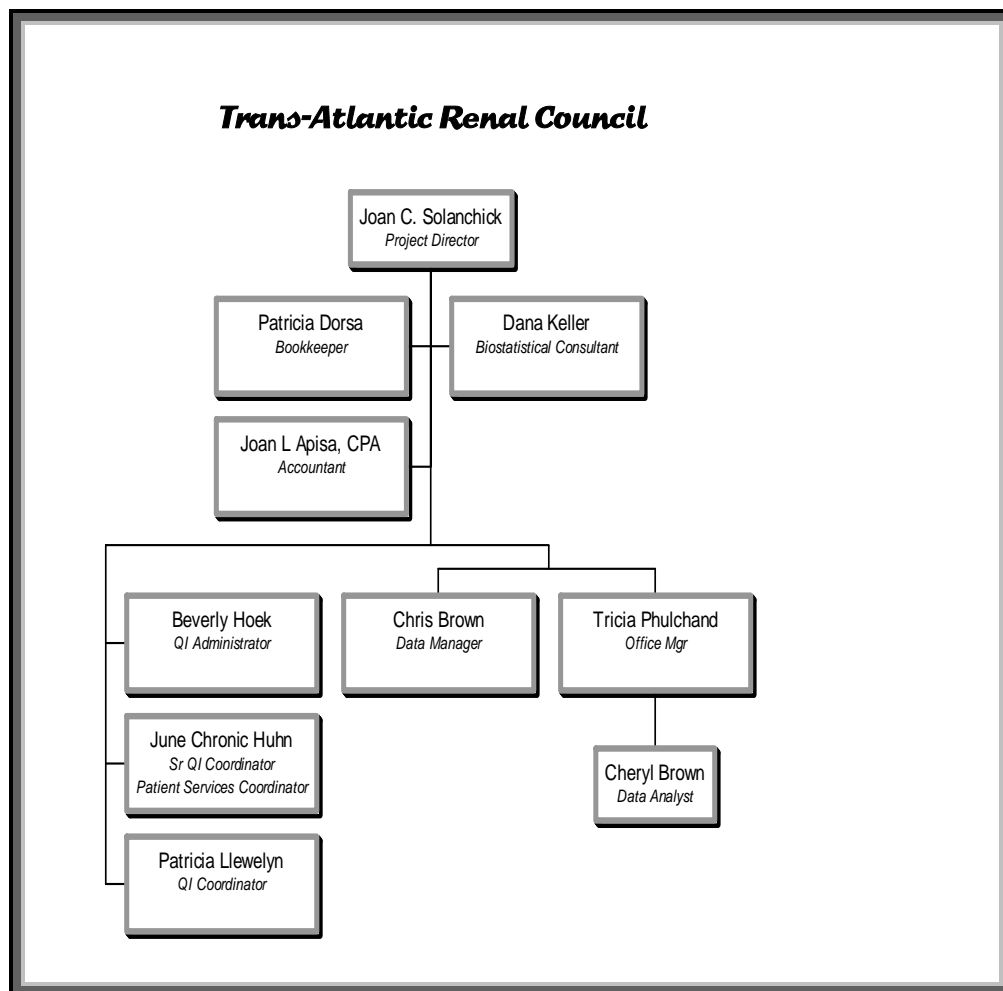 Trans-Atlantic Renal Council
Joan C. Solanchick
Project Director
Patricia Dorsa
Bookkeeper
Dana Keller
Biostatistical Consultant
Joan L Apisa, CPA
Accountant
Beverly Hoek
QI Administrator
Chris Brown
Data Manager
Tricia Phulchand
Office Mgr
June Chronic Huhn
Sr QI Coordinator
Patient Services Coordinator
Cheryl Brown
Data Analyst
Patricia Llewelyn
QI Coordinator